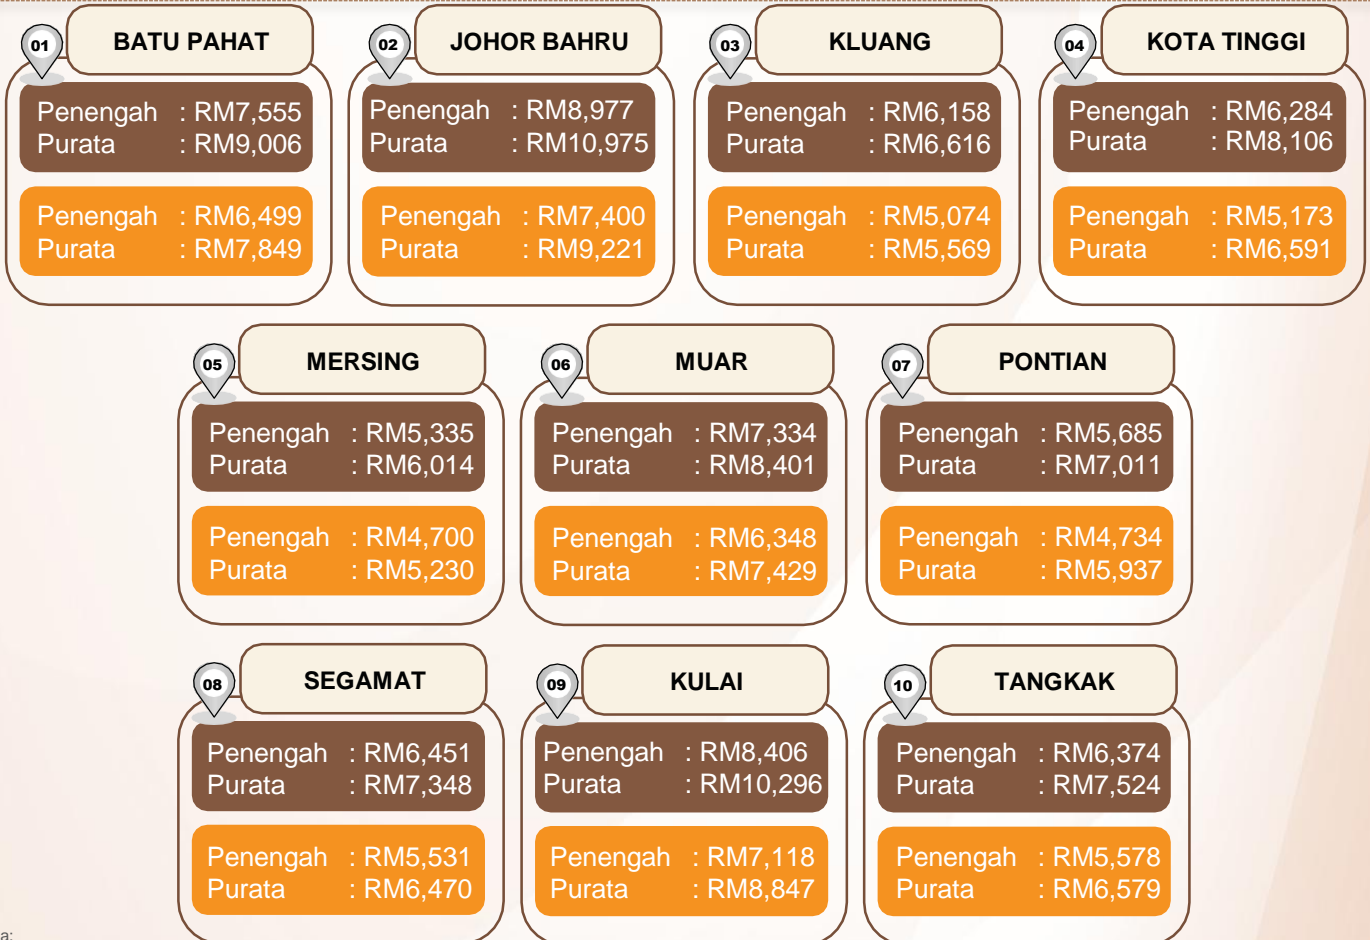 01 BATU PAHAT
Penengah : RM7,555
Purata : RM9,006
Penengah : RM6,499
Purata : RM7,849
02 JOHOR BAHRU
Penengah : RM8,977
Purata : RM10,975
Penengah : RM7,400
Purata : RM9,221
03 KLUANG
Penengah : RM6,158
Purata : RM6,616
Penengah : RM5,074
Purata : RM5,569
04 KOTA TINGGI
Penengah : RM6,284
Purata : RM8,106
Penengah : RM5,173
Purata : RM6,591
05 MERSING
Penengah : RM5,335
Purata : RM6,014
Penengah : RM4,700
Purata : RM5,230
06 MUAR
Penengah : RM7,334
Purata : RM8,401
Penengah : RM6,348
Purata : RM7,429
07 PONTIAN
Penengah : RM5,685
Purata : RM7,011
Penengah : RM4,734
Purata : RM5,937
08 SEGAMAT
Penengah : RM6,451
Purata : RM7,348
Penengah : RM5,531
Purata : RM6,470
09 KULAI
Penengah : RM8,406
Purata : RM10,296
Penengah : RM7,118
Purata : RM8,847
10 TANGKAK
Penengah : RM6,374
Purata : RM7,524
Penengah : RM5,578
Purata : RM6,579